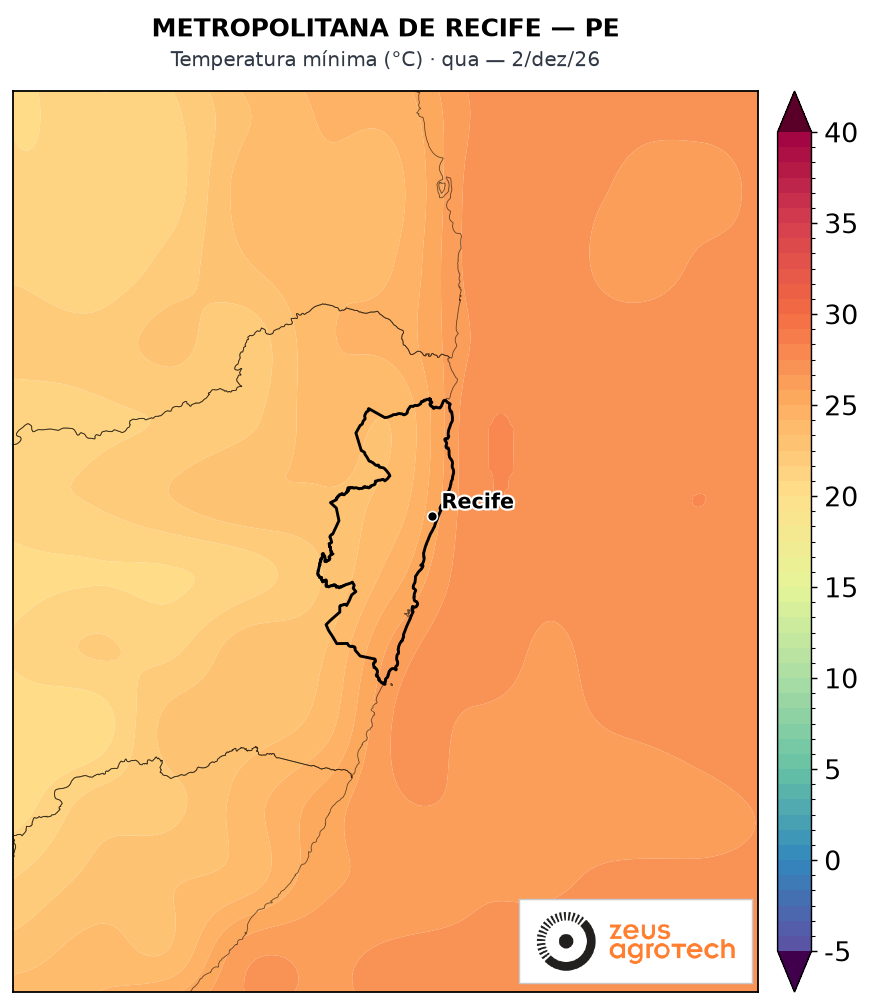 METROPOLITANA DE RECIFE — PE
Temperatura mínima (°C) · qua — 2/dez/26
40
35
30
25
20
15
10
5
0
-5
Recife
zeus
agroтech